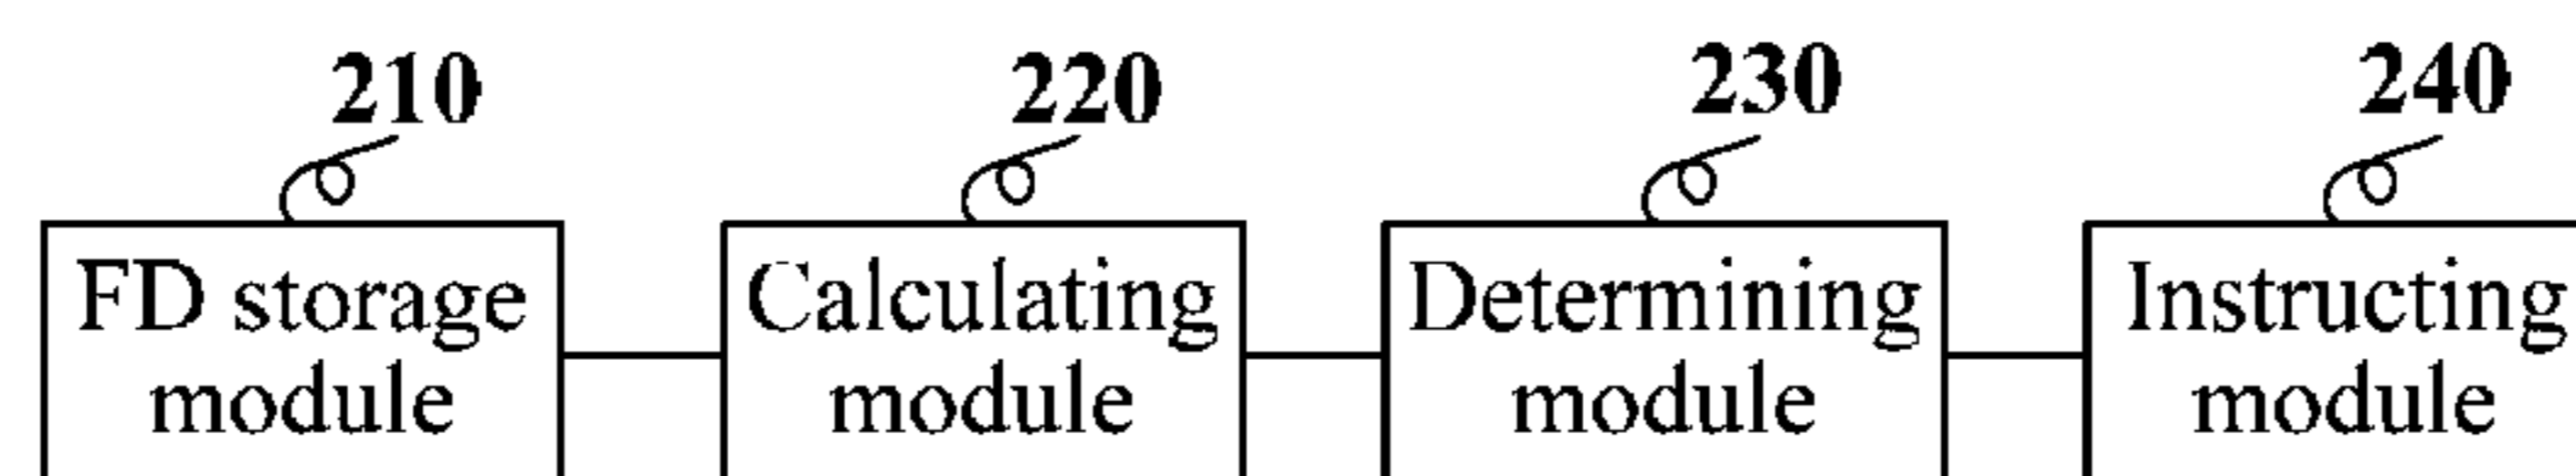 210 220 230 240
FD storage Calculating Determining Instructing
module module module module